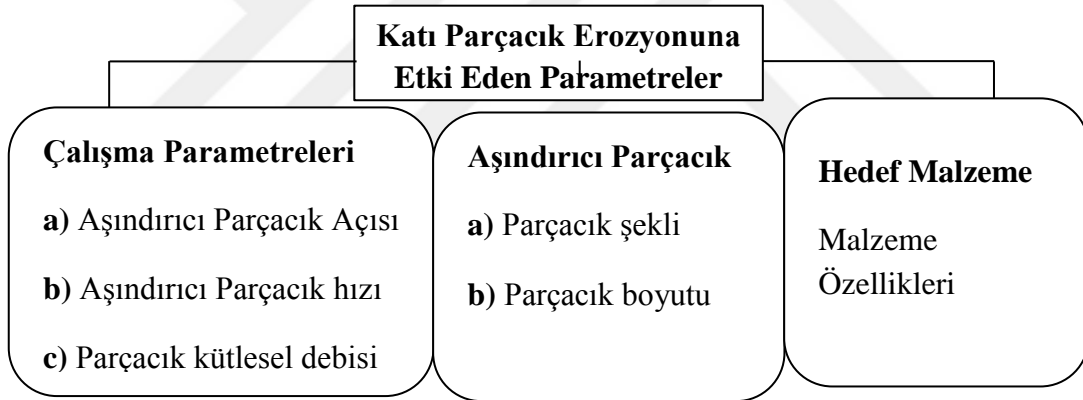 Katı Parçacık Erozyonuna
Etki Eden Parametreler
Çalışma Parametreleri
a) Aşındırıcı Parçacık Açısı
b) Aşındırıcı Parçacık hızı
c) Parçacık kütlesel debisi
Aşındırıcı Parçacık
a) Parçacık şekli
b) Parçacık boyutu
Hedef Malzeme
Malzeme
Özellikleri